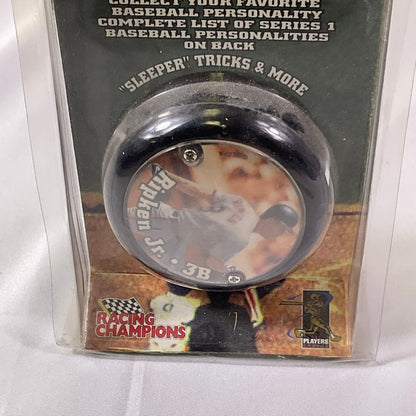 COLLECT YOUR FAVORITE
BASEBALL PERSONALITY
COMPLETE LIST OF SERIES 1
BASEBALL PERSONALITIES
ON BACK
"SLEEPER" TRICKS & MORE
Ripken Jr. • 3B
RACING
CHAMPIONS
PLAYERS